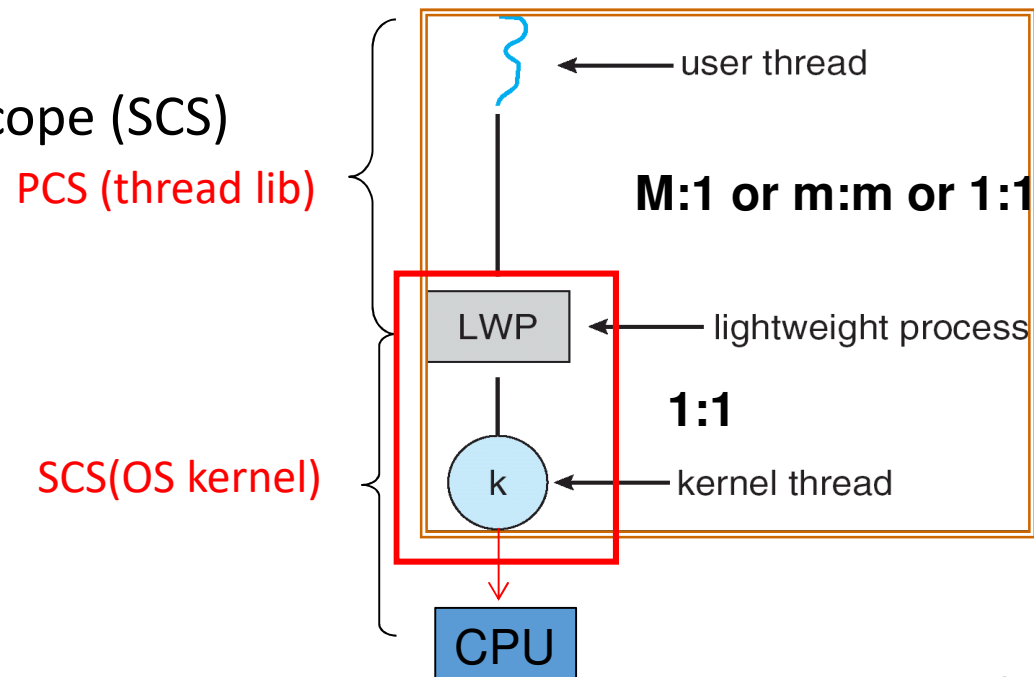 user thread
cope (SCS)
PCS (thread lib)
M:1 or m:m or 1:1
LWP
lightweight process
1:1
SCS(OS kernel)
k
kernel thread
CPU